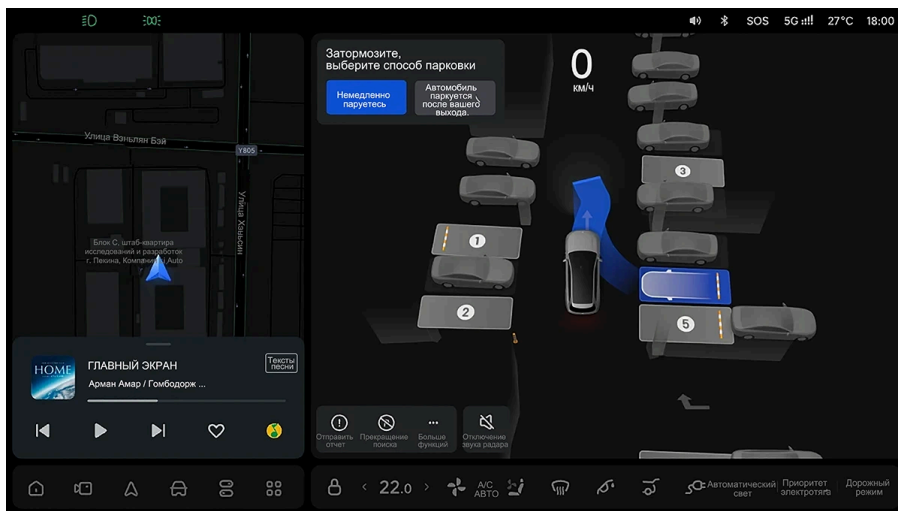 SOS 5G 27°C 18:00
Затормозите,
выберите способ парковки
Немедленно
паруетесь
Автомобиль
паркуется
после вашего
выхода.
0
км/ч
Улица Вэньлян Бэй
Y805
Улица Хэньсин
Блок С, штаб-квартира
исследований и разработок
г. Пекина, Auto
1
2
3
5
HOME
ГЛАВНЫЙ ЭКРАН
Арман Амар / Гомбодорж ...
Тексты
песни
Отправить
отчет
Прекращение
поиска
Больше
функций
Отключение
звука радара
22.0
A/C
АВТО
Автоматический
свет
Приоритет
электротяга
Дорожный
режим